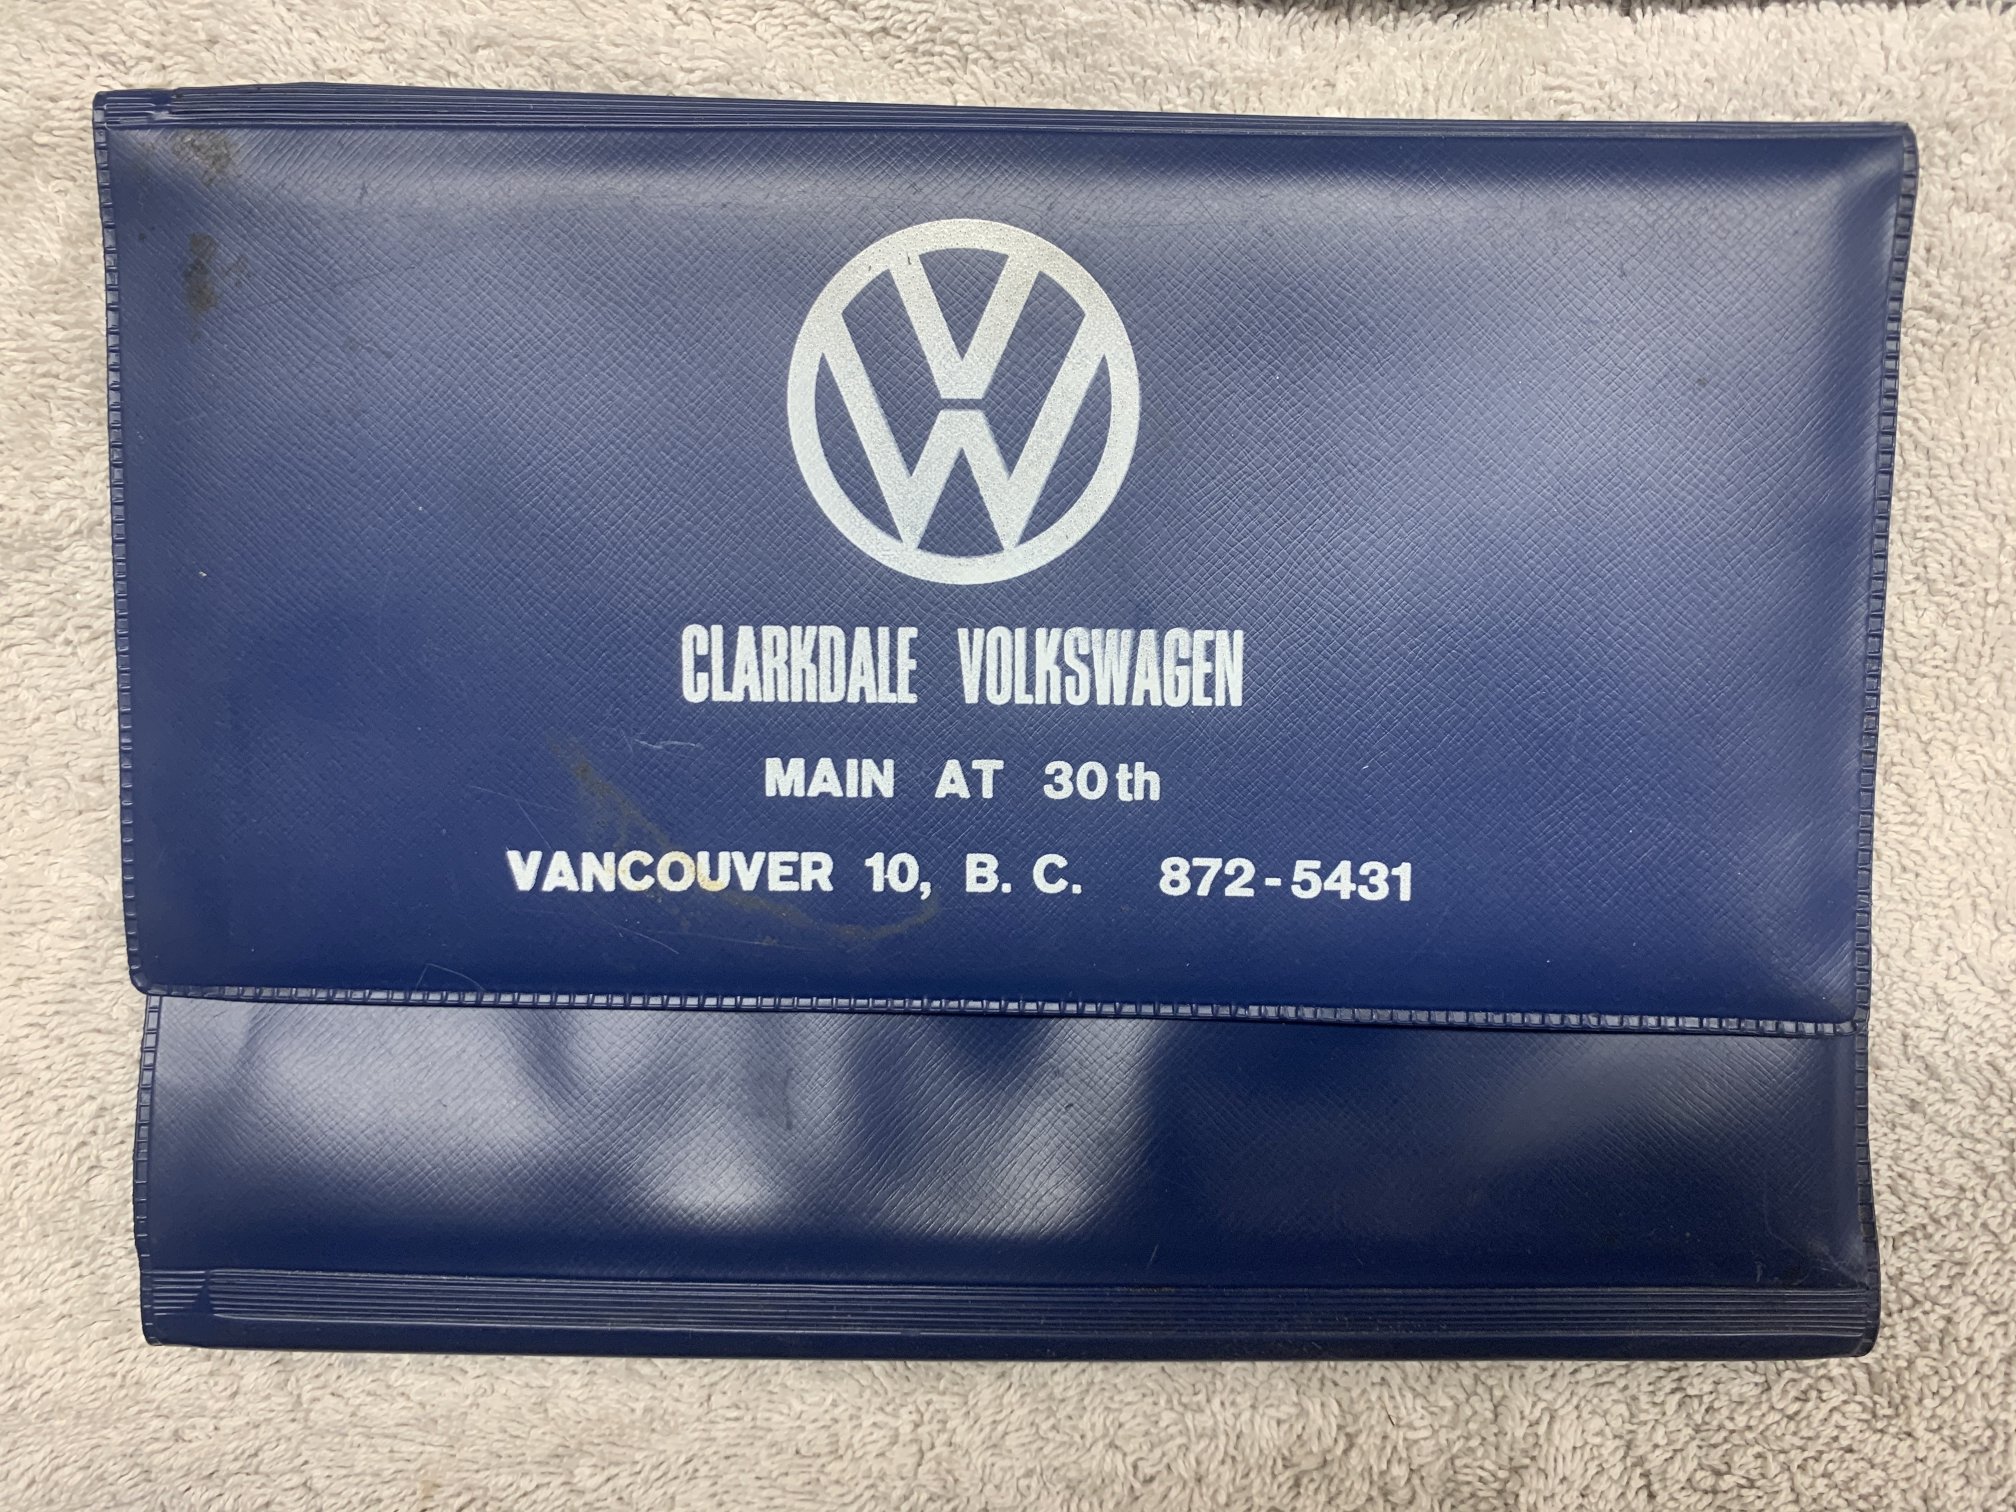 VW
CLARKDALE VOLKSWAGEN
MAIN AT 30th
VANCOUVER 10, B. C. 872-5431